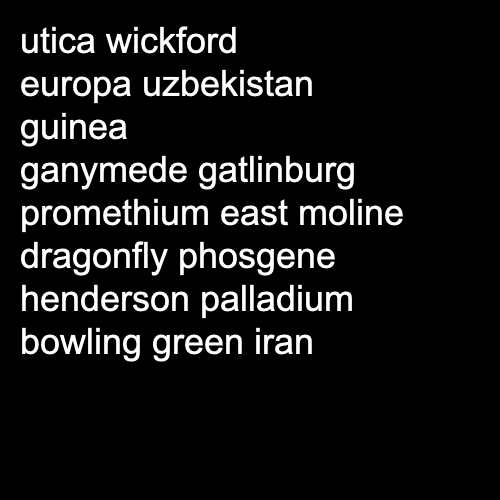 utica wickford
europa uzbekistan
guinea
ganymede gatlinburg
promethium east moline
dragonfly phosgene
henderson palladium
bowling green iran